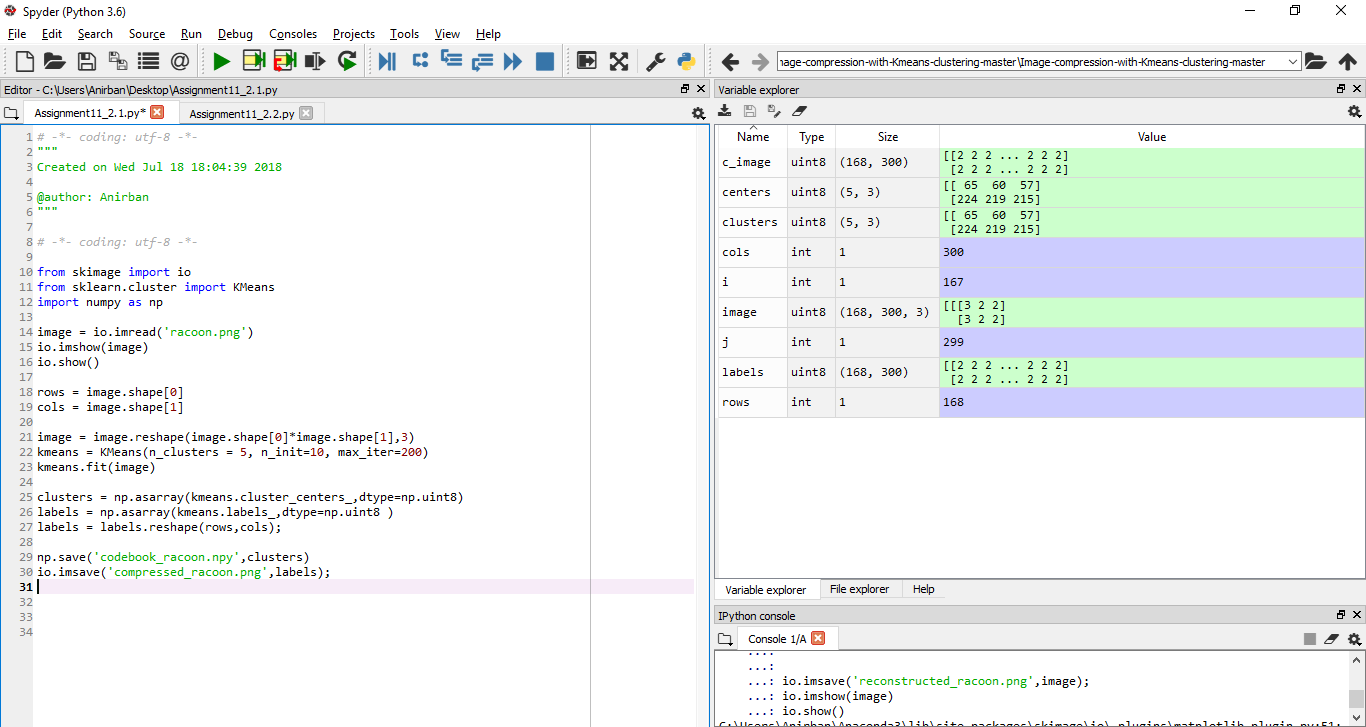 Spyder (Python 3.6)
File Edit Search Source Run Debug Consoles Projects Tools View Help
nage-compression-with-Kmeans-clustering-master\Image-compression-with-Kmeans-clustering-master
Editor - C:\Users\Anirban\Desktop\Assignment11_2.1.py
Assignment11_2.1.py* Assignment11_2.2.py
1 # -*- coding: utf-8 -*-
2 """
3 Created on Wed Jul 18 18:04:39 2018
4
5 @author: Anirban
6 """
7
8 # -*- coding: utf-8 -*-
9
10 from skimage import io
11 from sklearn.cluster import KMeans
12 import numpy as np
13
14 image = io.imread('racoon.png')
15 io.imshow(image)
16 io.show()
17
18 rows = image.shape[0]
19 cols = image.shape[1]
20
21 image = image.reshape(image.shape[0]*image.shape[1],3)
22 kmeans = KMeans(n_clusters = 5, n_init=10, max_iter=200)
23 kmeans.fit(image)
24
25 clusters = np.asarray(kmeans.cluster_centers_,dtype=np.uint8)
26 labels = np.asarray(kmeans.labels_,dtype=np.uint8 )
27 labels = labels.reshape(rows,cols);
28
29 np.save('codebook_racoon.npy',clusters)
30 io.imsave('compressed_racoon.png',labels);
31
32
33
34
Variable explorer
Name Type Size Value
c_image uint8 (168, 300) [[2 2 2 ... 2 2 2]
[2 2 2 ... 2 2 2]
centers uint8 (5, 3) [[ 65 60 57]
[224 219 215]
clusters uint8 (5, 3) [[ 65 60 57]
[224 219 215]
cols int 1 300
i int 1 167
image uint8 (168, 300, 3) [[[3 2 2]
[3 2 2]
j int 1 299
labels uint8 (168, 300) [[2 2 2 ... 2 2 2]
[2 2 2 ... 2 2 2]
rows int 1 168
Variable explorer File explorer Help
IPython console
Console 1/A
...:
...:
...: io.imsave('reconstructed_racoon.png',image);
...: io.imshow(image)
...: io.show()
C:\Users\Anirban\Anaconda3\lib\site-packages\skimage\io\_plugins\matplotlib_plugin.py:51: